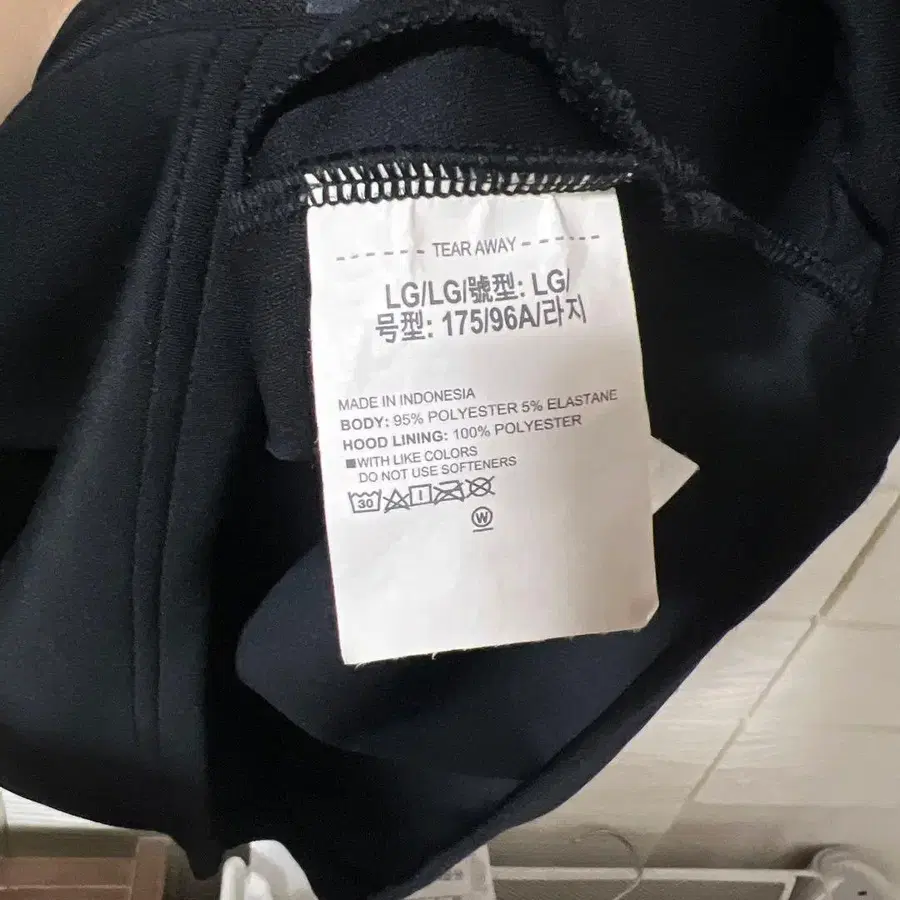 TEAR AWAY
LG/LG/號型: LG/
号型: 175/96A/라지
MADE IN INDONESIA
BODY: 95% POLYESTER 5% ELASTANE
HOOD LINING: 100% POLYESTER
WITH LIKE COLORS
DO NOT USE SOFTENERS
30
W